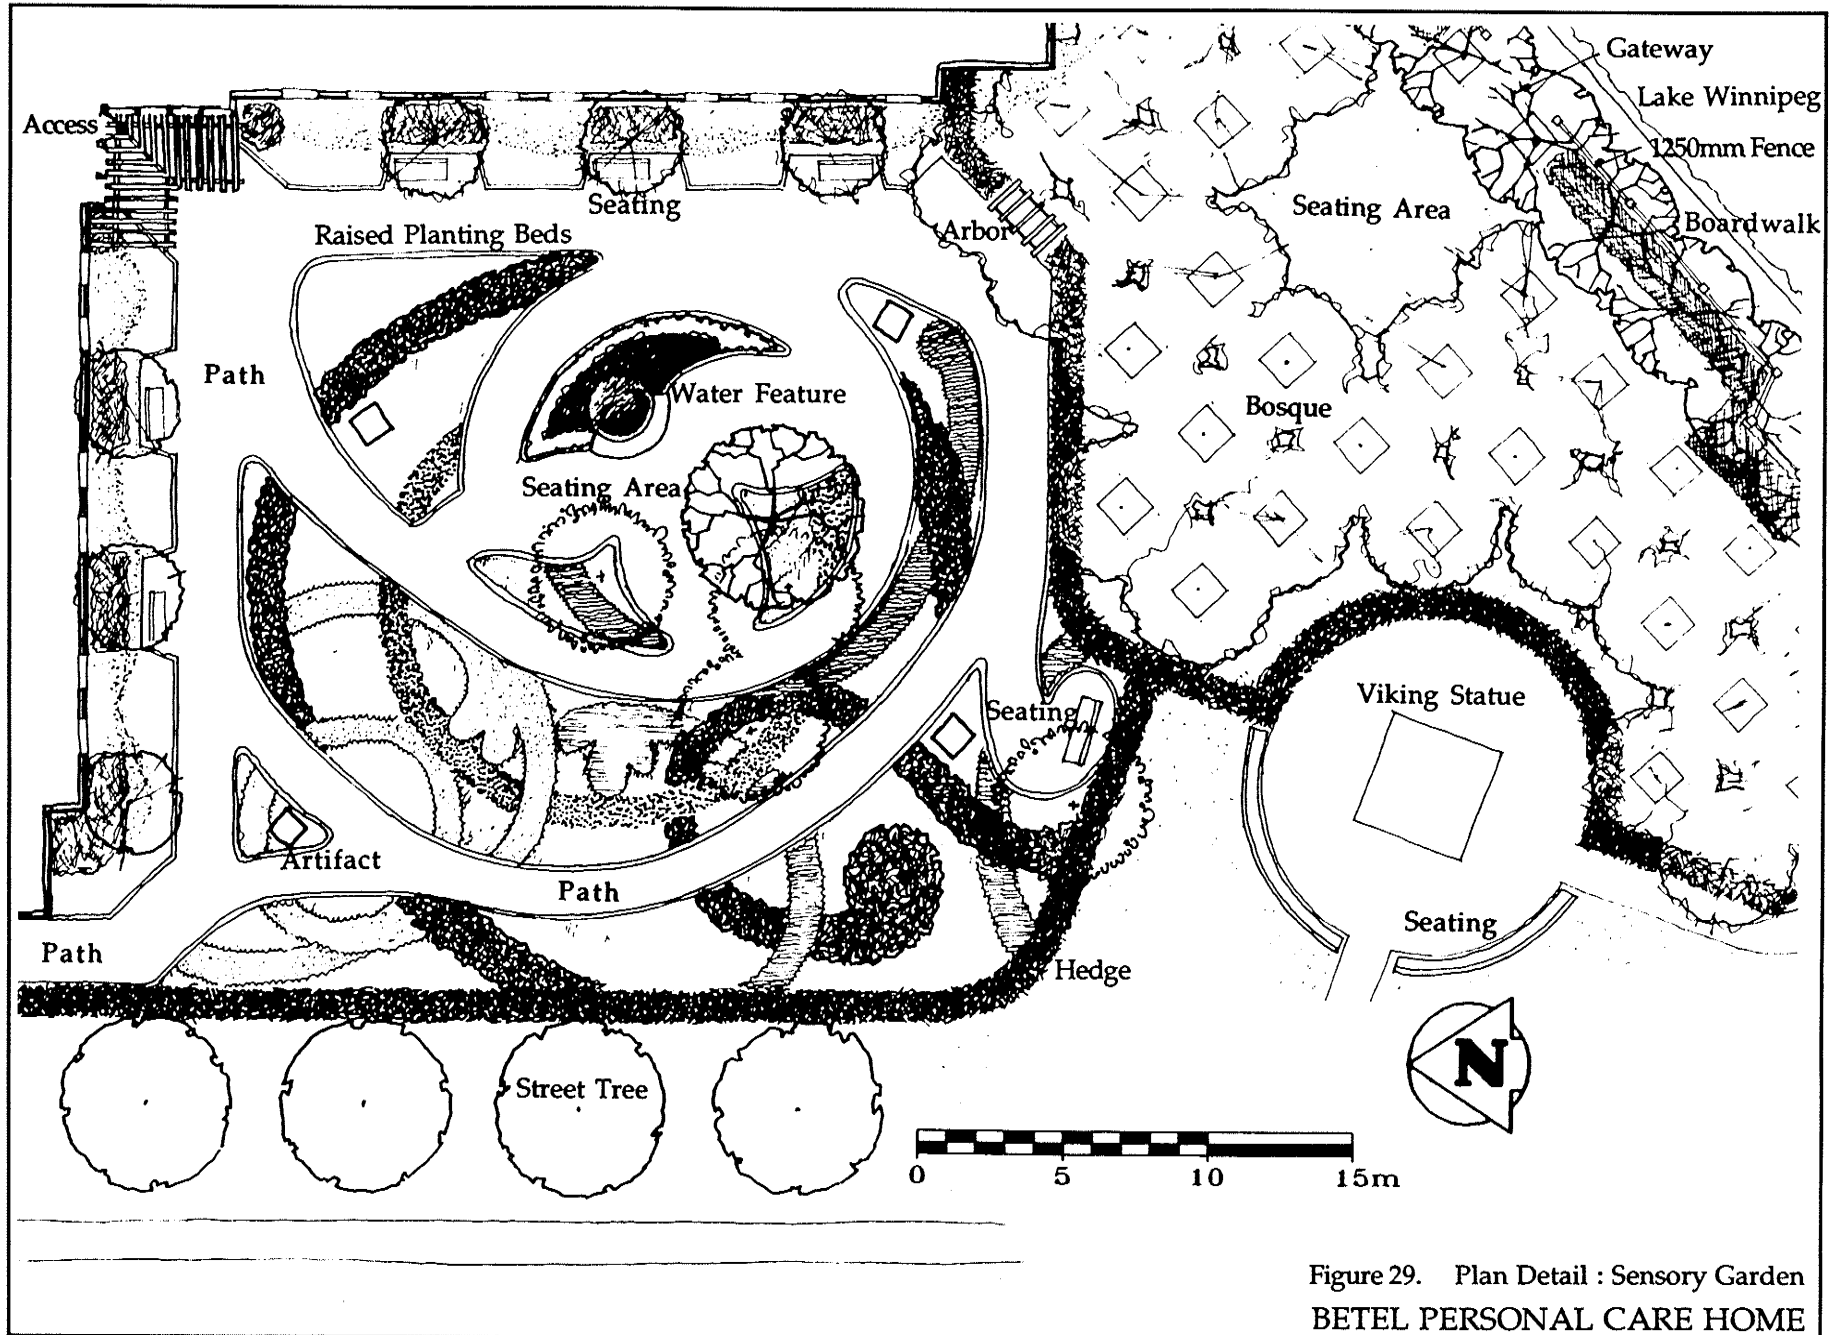 Gateway
Lake Winnipeg
Access
1250mm Fence
Seating
Seating Area
Boardwalk
Raised Planting Beds
Arbor
Path
Water Feature
Bosque
Seating Area
Viking Statue
Seating
Artifact
Path
Seating
Path
Hedge
N
Street Tree
0 5 10 15m
Figure 29. Plan Detail : Sensory Garden
BETEL PERSONAL CARE HOME